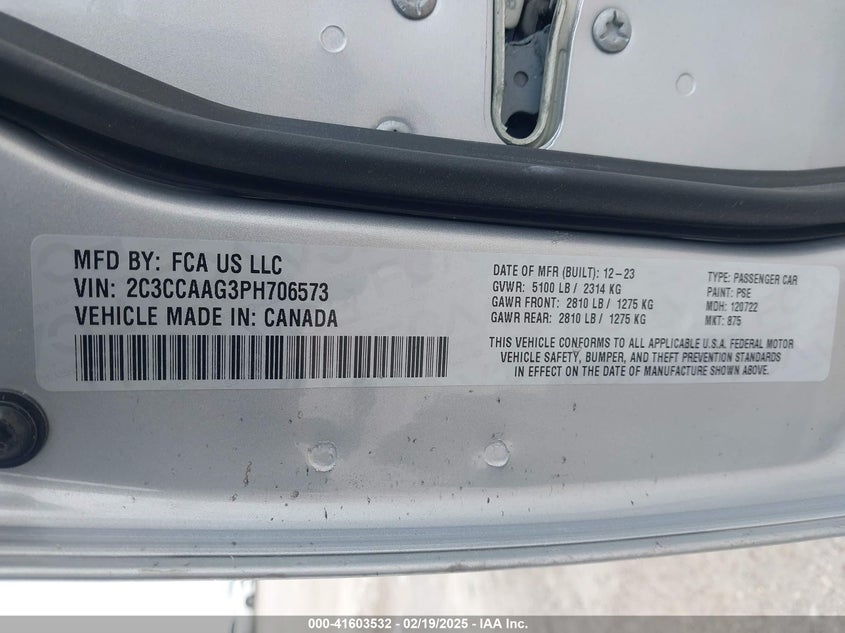 MFD BY: FCA US LLC
VIN: 2C3CCAAG3PH706573
VEHICLE MADE IN: CANADA
DATE OF MFR (BUILT): 12-23
GVWR: 5100 LB / 2314 KG
GAWR FRONT: 2810 LB / 1275 KG
GAWR REAR: 2810 LB / 1275 KG
TYPE: PASSENGER CAR
PAINT: PSE
MDH: 120722
MKT: 875
THIS VEHICLE CONFORMS TO ALL APPLICABLE U.S.A. FEDERAL MOTOR
VEHICLE SAFETY, BUMPER, AND THEFT PREVENTION STANDARDS
IN EFFECT ON THE DATE OF MANUFACTURE SHOWN ABOVE.
000-41603532 - 02/19/2025 - IAA Inc.